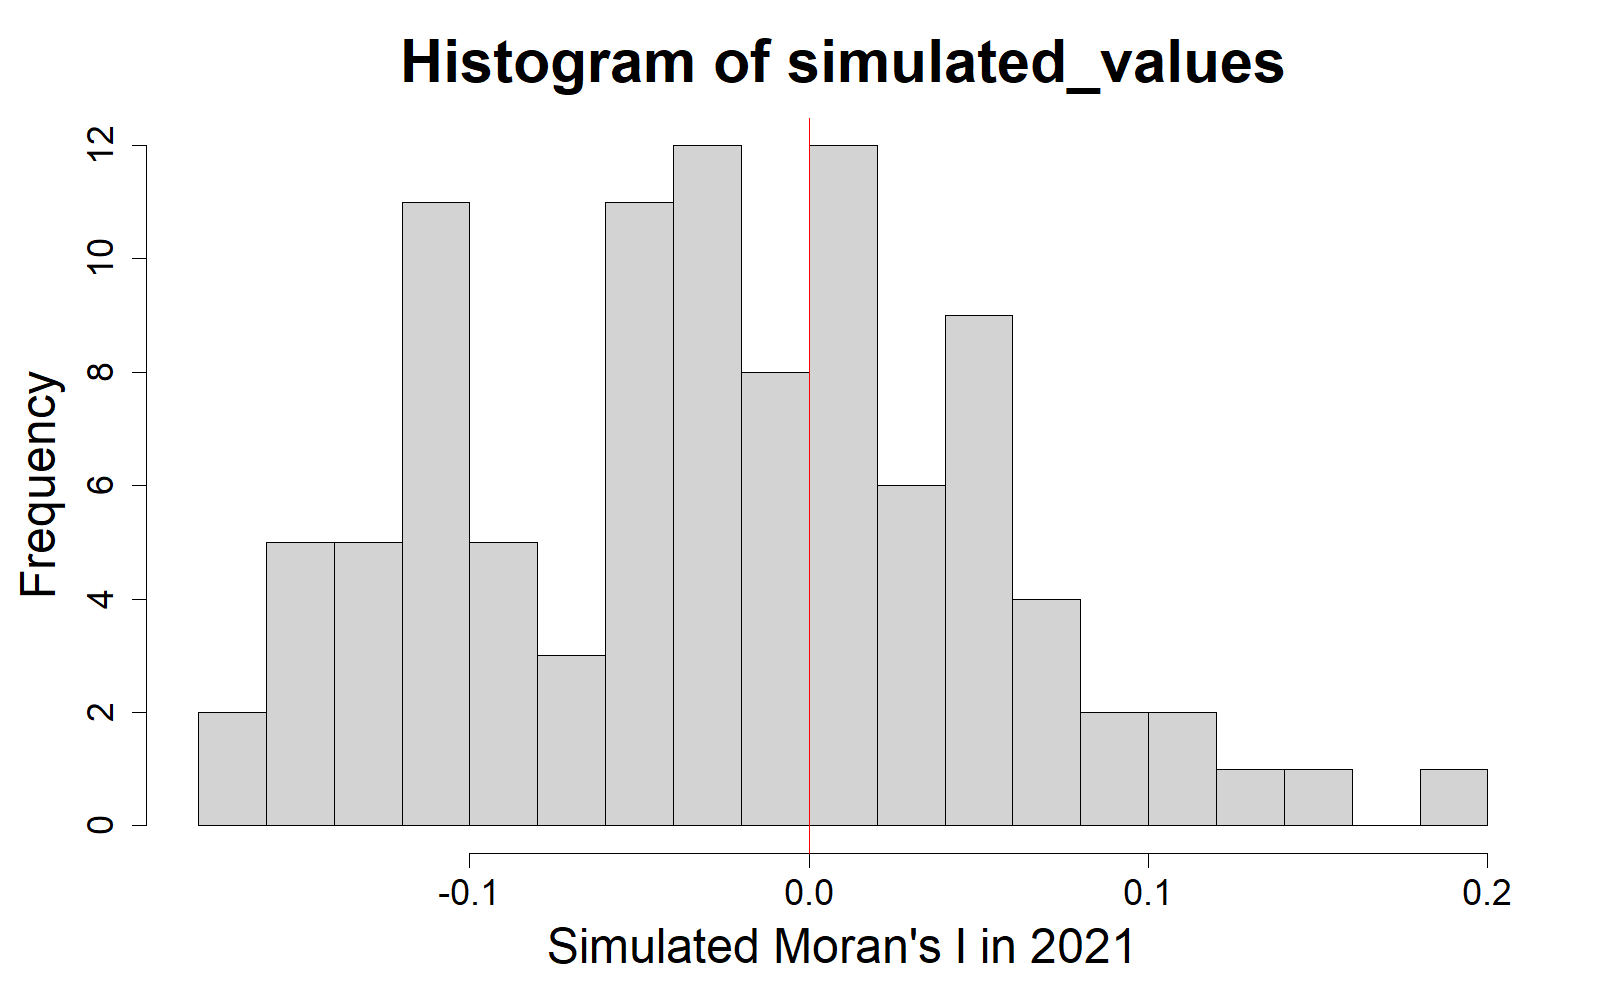 Histogram of simulated_values
Frequency
12
10
8
6
4
2
0
-0.1 0.0 0.1 0.2
Simulated Moran's I in 2021